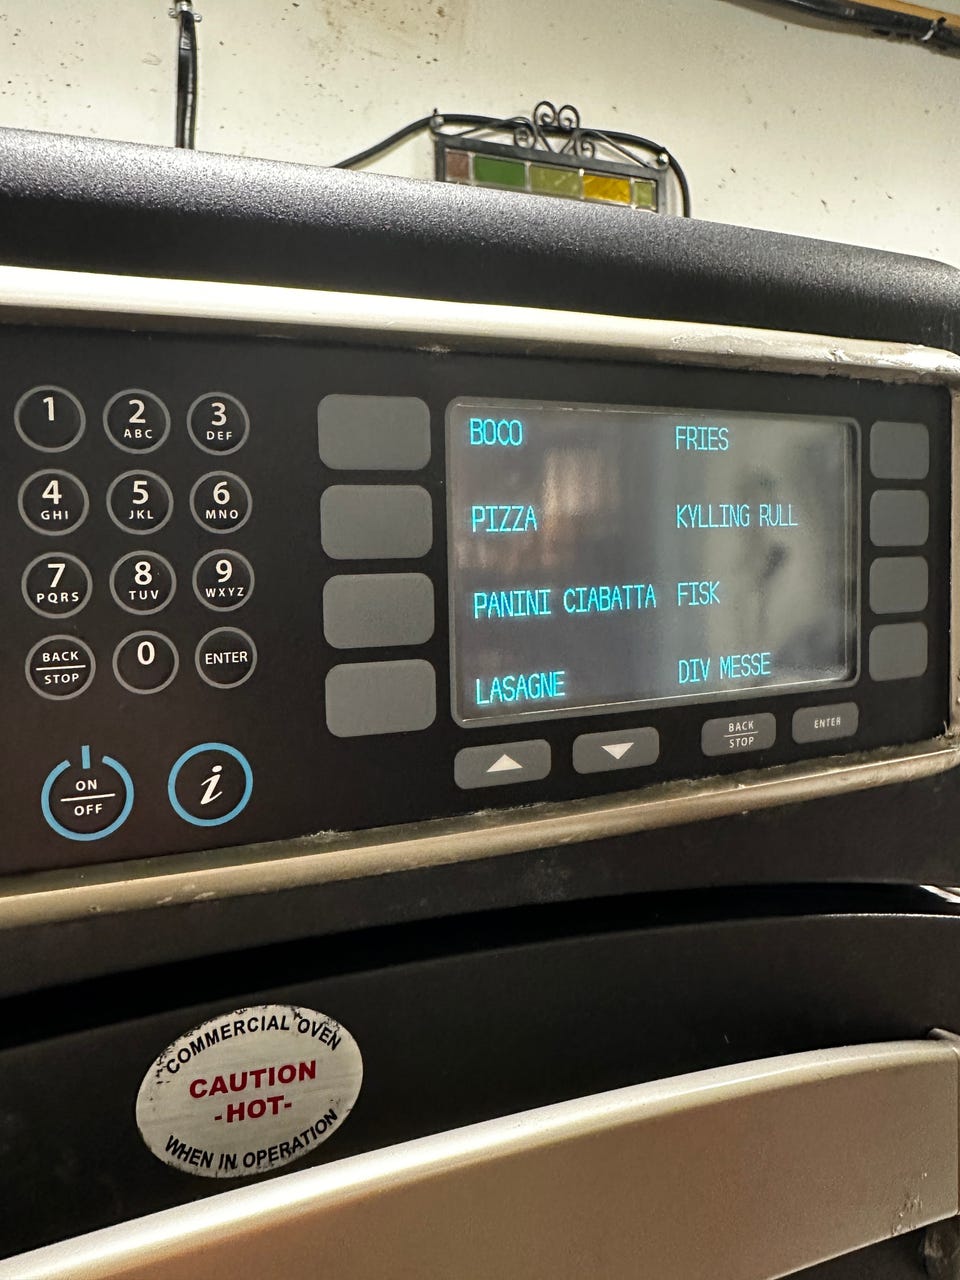 1
2
ABC
3
DEF
4
GHI
5
JKL
6
MNO
7
PQRS
8
TUV
9
WXYZ
BACK
STOP
0
ENTER
ON
OFF
i
BOCO
FRIES
PIZZA
KYLLING RULL
PANINI CIABATTA
FISK
LASAGNE
DIV MESSE
BACK
STOP
ENTER
COMMERCIAL OVEN
CAUTION
-HOT-
WHEN IN OPERATION